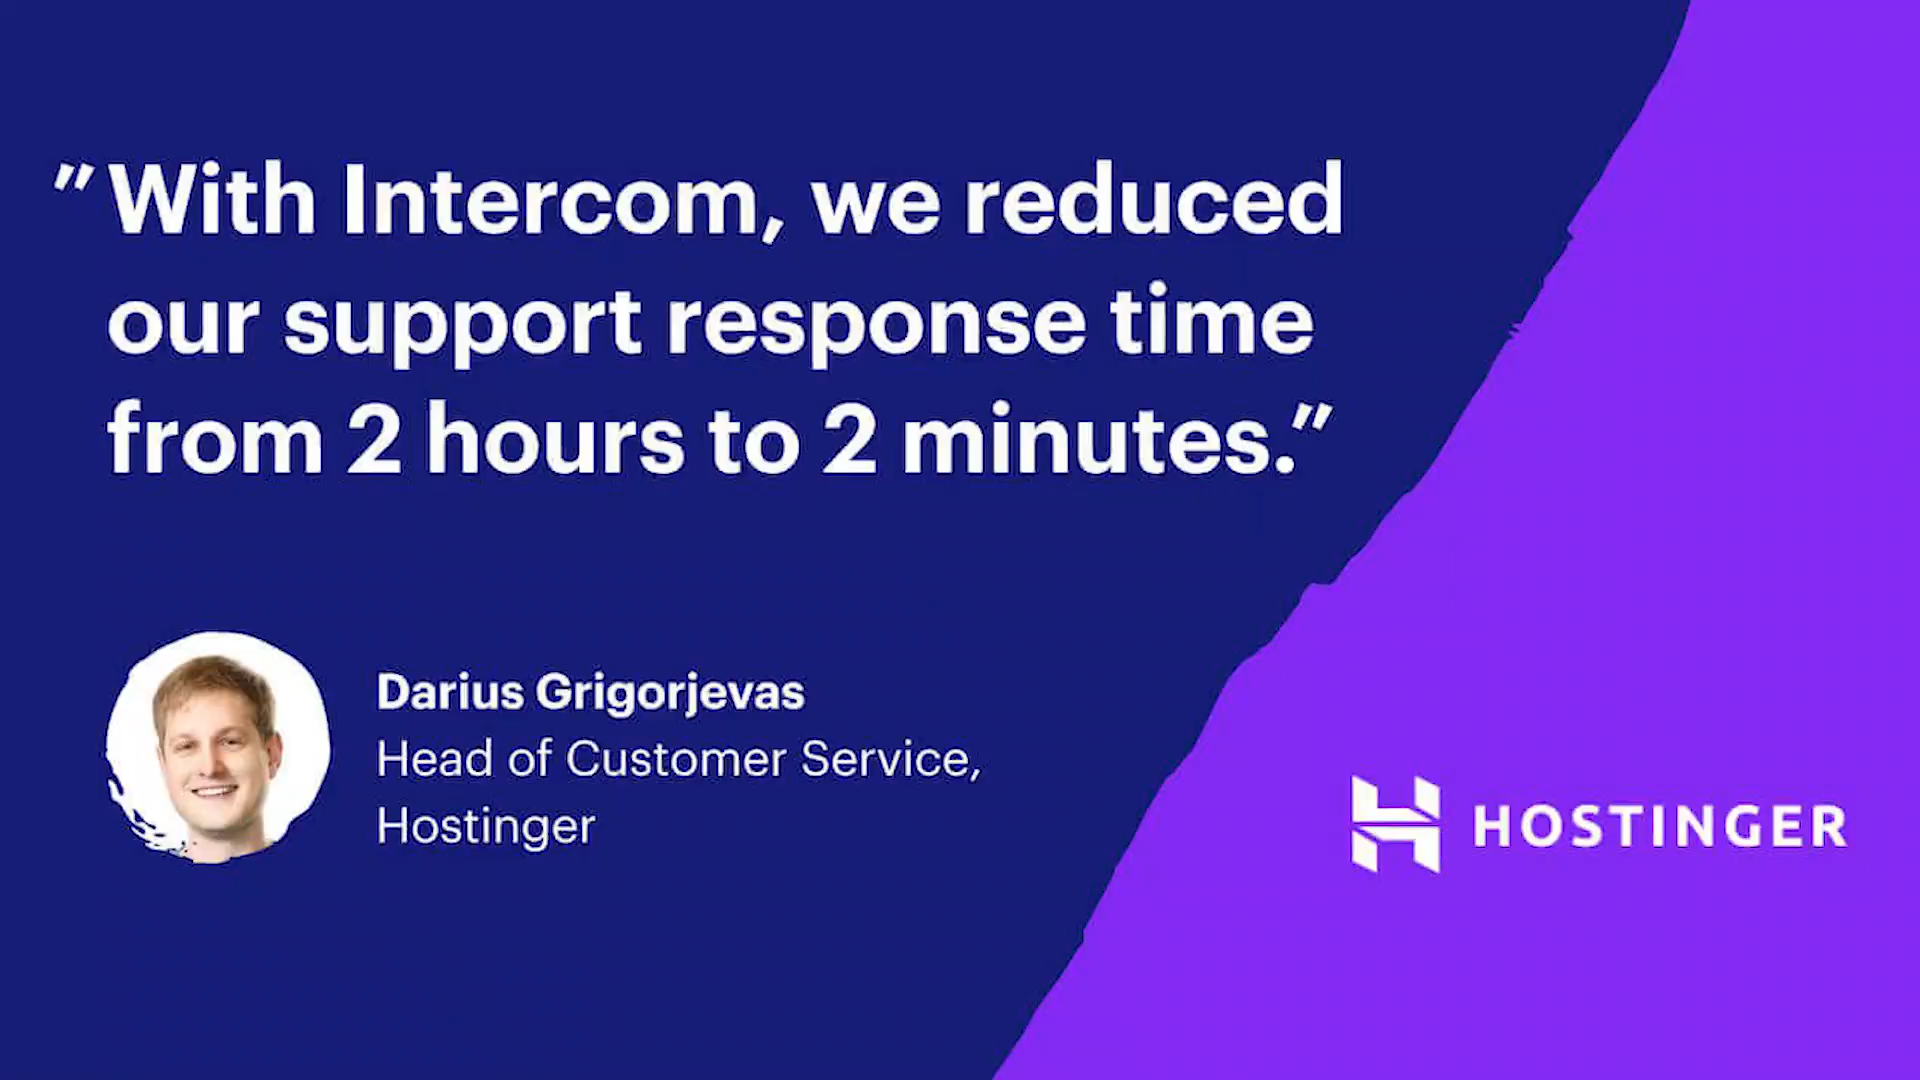 "With Intercom, we reduced
our support response time
from 2 hours to 2 minutes."
Darius Grigorjevas
Head of Customer Service,
Hostinger
HOSTINGER